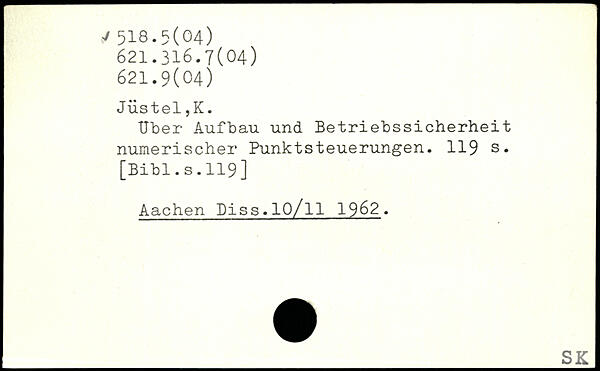 ✓ 518.5(04)
621.316.7(04)
621.9(04)
Jüstel,K.
Über Aufbau und Betriebssicherheit
numerischer Punktsteuerungen. 119 s.
[Bibl.s.119]
Aachen Diss.10/11 1962.
SK